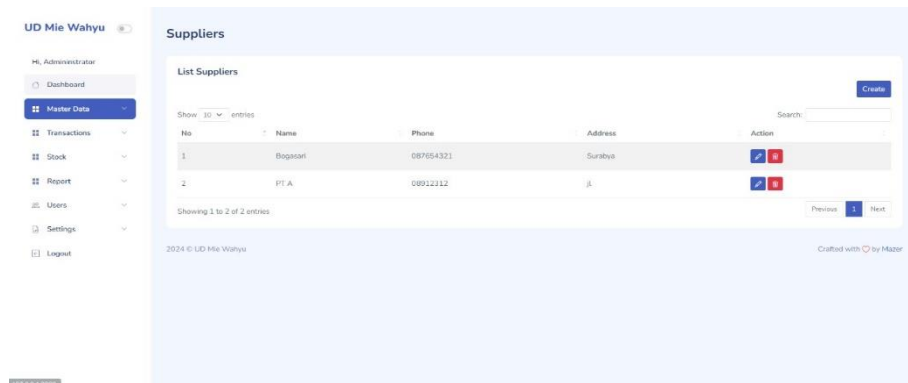 UD Mie Wahyu
Hi, Admininstrator
Dashboard
Master Data
Transactions
Stock
Report
Users
Settings
Logout
Suppliers
List Suppliers
Create
Show 10 entries
Search:
No Name Phone Address Action
1 Bogasari 087654321 Surabya
2 PT A 08912312 jl.
Showing 1 to 2 of 2 entries
Previous 1 Next
2024 © UD Mie Wahyu
Crafted with by Mazer